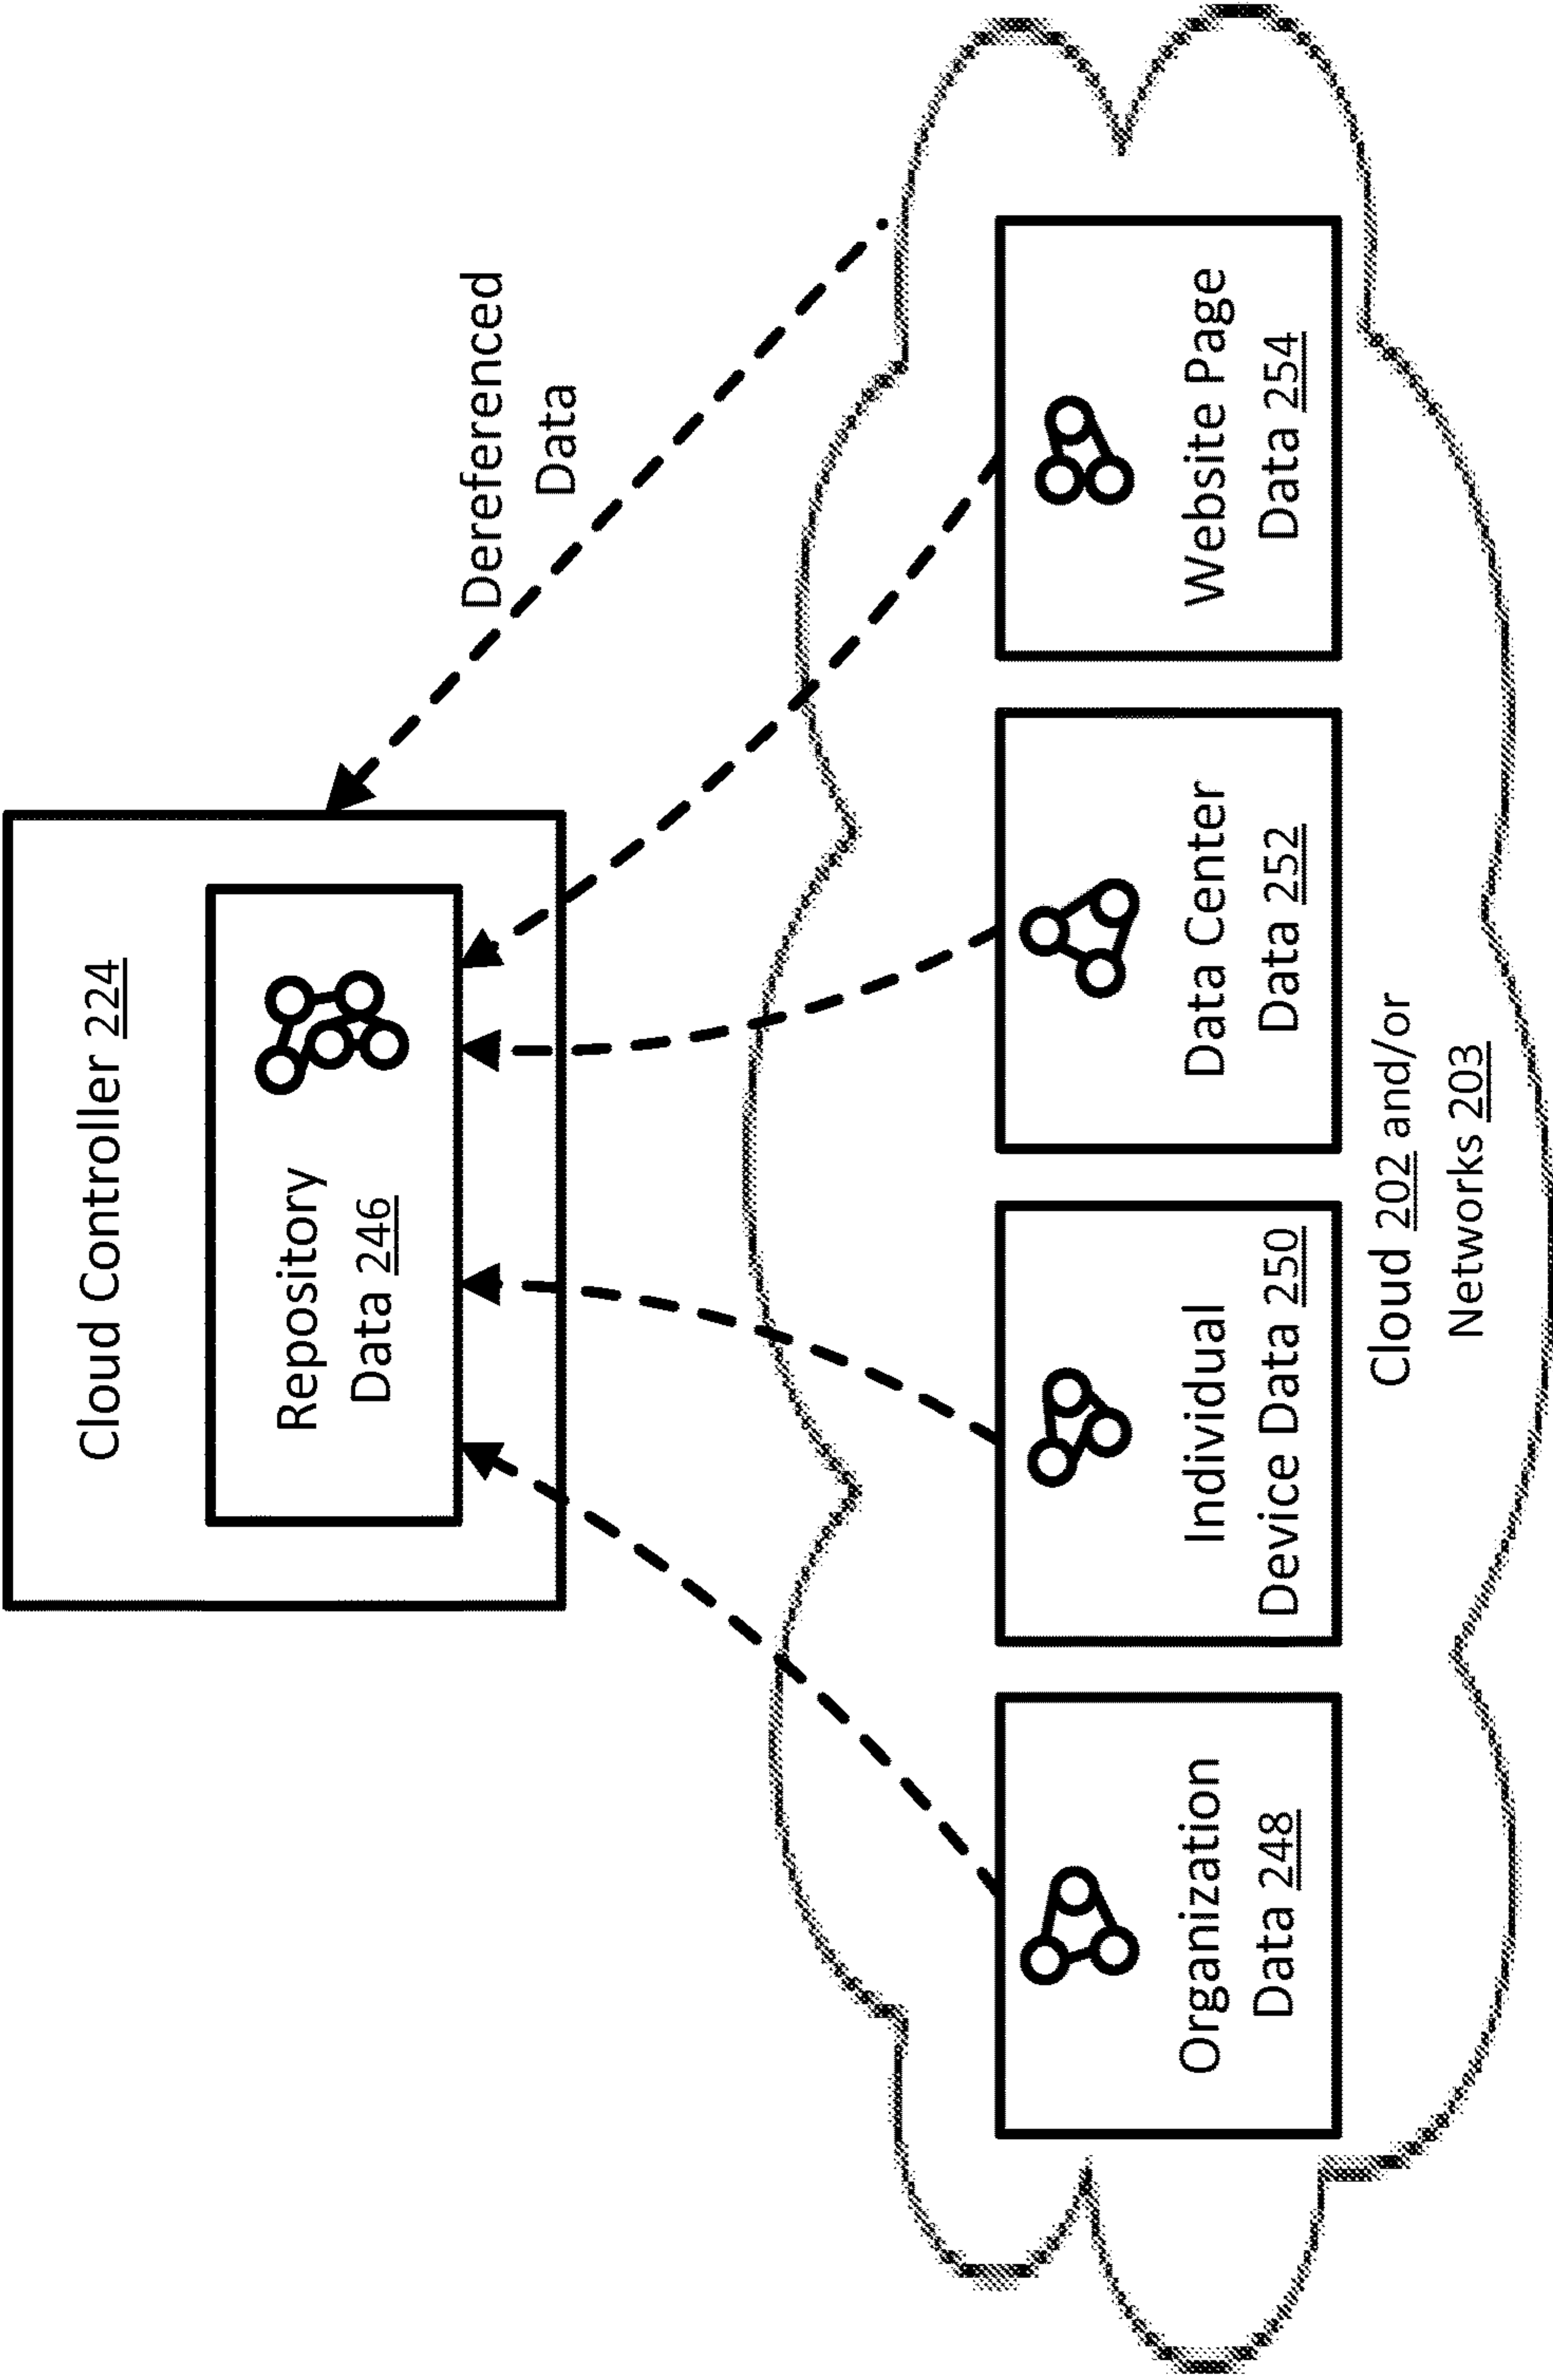 Cloud Controller 224
Repository
Data 246
Dereferenced
Data
Organization
Data 248
Individual
Device Data 250
Data Center
Data 252
Website Page
Data 254
Cloud 202 and/or
Networks 203